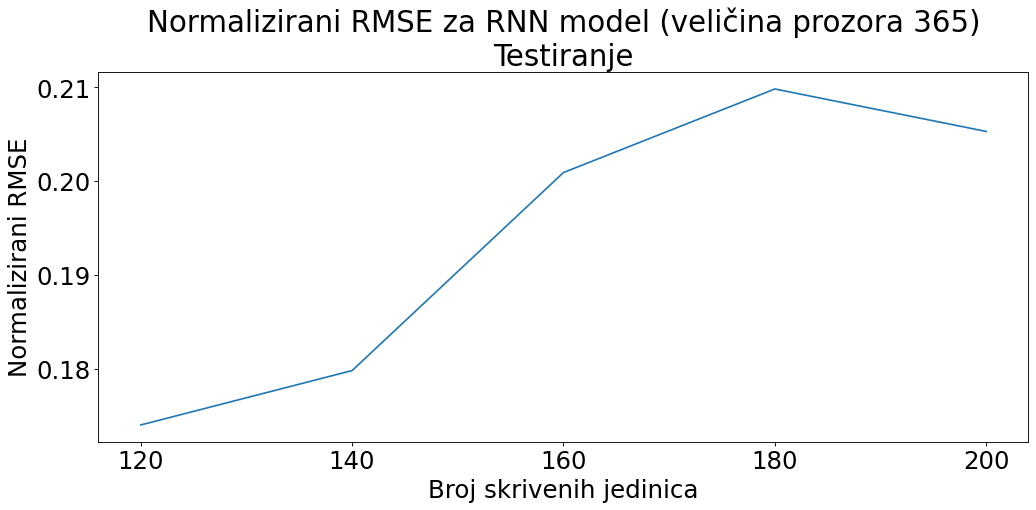 Normalizirani RMSE za RNN model (veličina prozora 365)
Testiranje
Normalizirani RMSE
0.21
0.20
0.19
0.18
120 140 160 180 200
Broj skrivenih jedinica